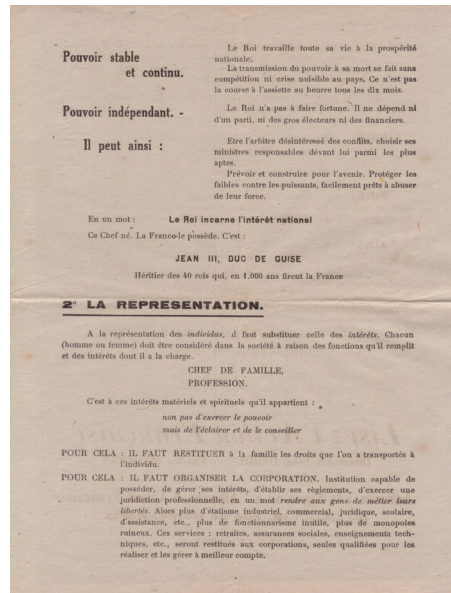 Pouvoir stable
et continu.
Le Roi travaille toute sa vie à la prospérité
nationale.
La transmission du pouvoir à sa mort se fait sans
compétition ni crise nuisible au pays. Ce n'est pas
la course à l'assiette au beurre tous les dix mois.
Pouvoir indépendant. -
Le Roi n'a pas à faire fortune. Il ne dépend ni
d'un parti, ni des gros électeurs ni des financiers.
Il peut ainsi :
Etre l'arbitre désintéressé des conflits, choisir ses
ministres responsables dévant lui parmi les plus
aptes.
Prévoir et construire pour l'avenir. Protéger les
faibles contre les puissants, facilement prêts à abuser
de leur force.
En un mot : Le Roi incarne l'intérêt national
Ce Chef né. La France le possède. C'est :
JEAN III, DUC DE GUISE
Héritier des 40 rois qui, en 1.000 ans firent la France
2° LA REPRESENTATION.
A la représentation des individus, il faut substituer celle des intérêts. Chacun
(homme ou femme) doit être considéré dans la société à raison des fonctions qu'il remplit
et des intérêts dont il a la charge.
CHEF DE FAMILLE,
PROFESSION.
C'est à ces intérêts matériels et spirituels qu'il appartient :
non pas d'exercer le pouvoir
mais de l'éclairer et de le conseiller
POUR CELA : IL FAUT RESTITUER à la famille les droits que l'on a transportés à
l'individu.
POUR CELA : IL FAUT ORGANISER LA CORPORATION. Institution capable de
posséder, de gérer ses intérêts, d'établir ses règlements, d'exercer une
juridiction professionnelle, en un mot rendre aux gens de métier leurs
libertés. Alors plus d'étatisme industriel, commercial, juridique, scolaire,
d'assistance, etc., plus de fonctionnarisme inutile, plus de monopoles
ruineux. Ces services : retraites, assurances sociales, enseignements tech-
niques, etc., seront restitués aux corporations, seules qualifiées pour les
réaliser et les gérer à meilleur compte.